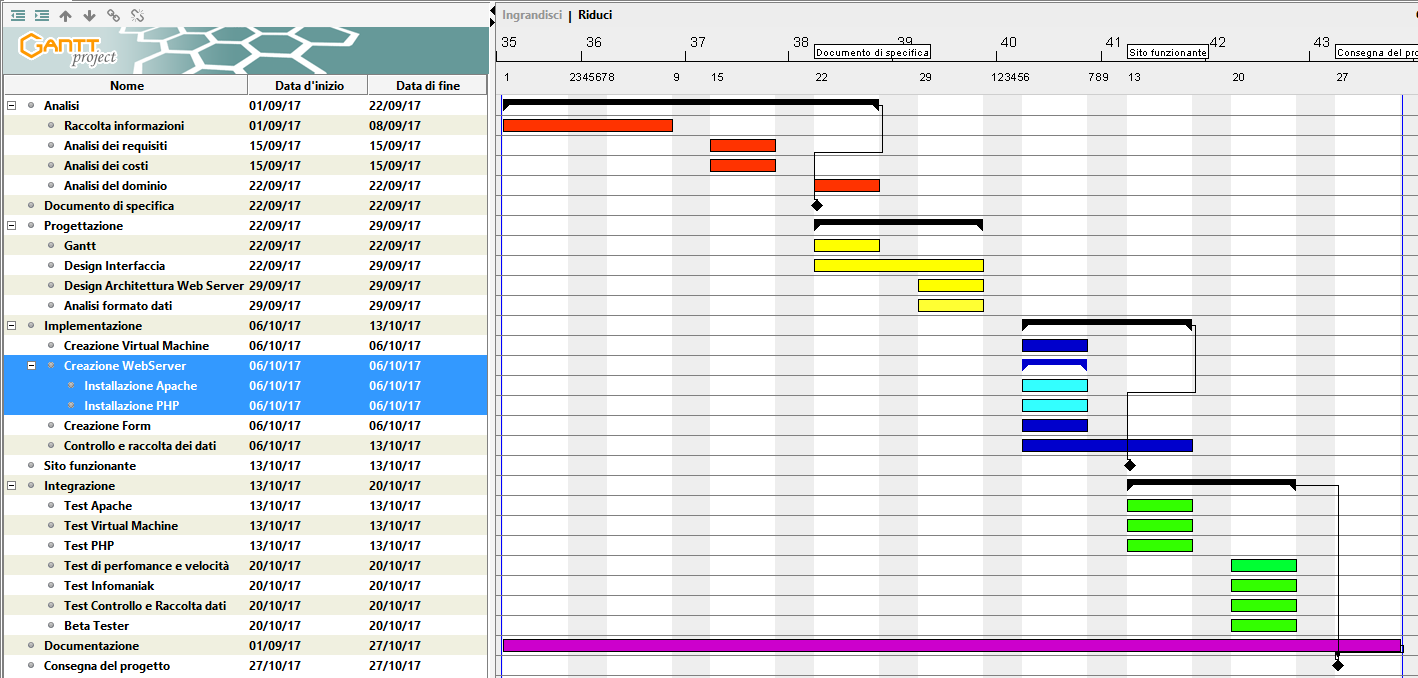 Ingrandisci | Riduci
GANTT project
35 36 37 38 40 41 42 43
Documento di specifica Sito funzionante Consegna del pro
1 2345678 9 15 22 29 123456 789 13 20 27
Nome Data d'inizio Data di fine
Analisi 01/09/17 22/09/17
Raccolta informazioni 01/09/17 08/09/17
Analisi dei requisiti 15/09/17 15/09/17
Analisi dei costi 15/09/17 15/09/17
Analisi del dominio 22/09/17 22/09/17
Documento di specifica 22/09/17 22/09/17
Progettazione 22/09/17 29/09/17
Gantt 22/09/17 22/09/17
Design Interfaccia 22/09/17 29/09/17
Design Architettura Web Server 29/09/17 29/09/17
Analisi formato dati 29/09/17 29/09/17
Implementazione 06/10/17 13/10/17
Creazione Virtual Machine 06/10/17 06/10/17
Creazione WebServer 06/10/17 06/10/17
Installazione Apache 06/10/17 06/10/17
Installazione PHP 06/10/17 06/10/17
Creazione Form 06/10/17 06/10/17
Controllo e raccolta dei dati 06/10/17 13/10/17
Sito funzionante 13/10/17 13/10/17
Integrazione 13/10/17 20/10/17
Test Apache 13/10/17 13/10/17
Test Virtual Machine 13/10/17 13/10/17
Test PHP 13/10/17 13/10/17
Test di perfomance e velocità 20/10/17 20/10/17
Test Infomaniak 20/10/17 20/10/17
Test Controllo e Raccolta dati 20/10/17 20/10/17
Beta Tester 20/10/17 20/10/17
Documentazione 01/09/17 27/10/17
Consegna del progetto 27/10/17 27/10/17